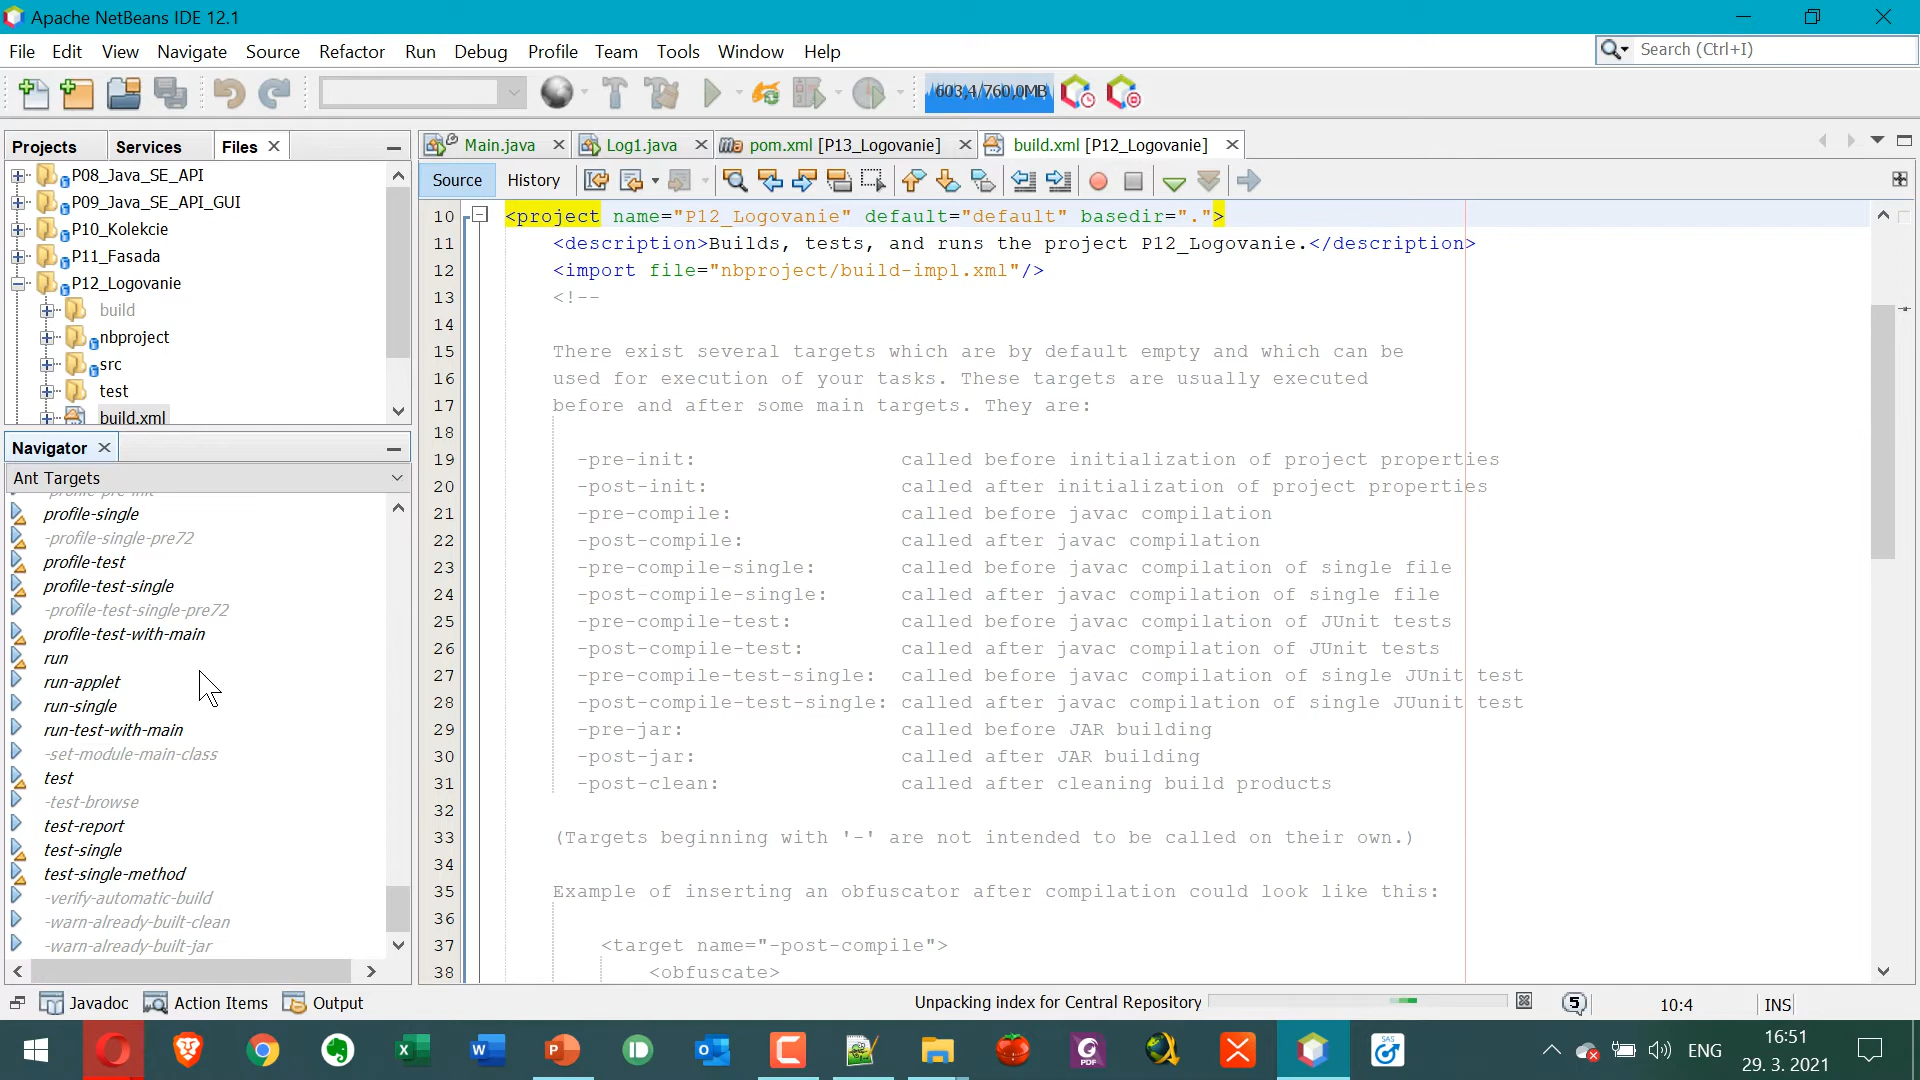 Apache NetBeans IDE 12.1
File Edit View Navigate Source Refactor Run Debug Profile Team Tools Window Help
Search (Ctrl+I)
603,4/760,0MB
Projects Services Files
P08_Java_SE_API
P09_Java_SE_API_GUI
P10_Kolekcie
P11_Fasada
P12_Logovanie
build
nbproject
src
test
build.xml
Navigator
Ant Targets
-profile-pre-init
profile-single
-profile-single-pre72
profile-test
profile-test-single
-profile-test-single-pre72
profile-test-with-main
run
run-applet
run-single
run-test-with-main
-set-module-main-class
test
-test-browse
test-report
test-single
test-single-method
-verify-automatic-build
-warn-already-built-clean
-warn-already-built-jar
Main.java Log1.java pom.xml [P13_Logovanie] build.xml [P12_Logovanie]
Source History
10 <project name="P12_Logovanie" default="default" basedir=".">
11 <description>Builds, tests, and runs the project P12_Logovanie.</description>
12 <import file="nbproject/build-impl.xml"/>
13 <!--
14
15 There exist several targets which are by default empty and which can be
16 used for execution of your tasks. These targets are usually executed
17 before and after some main targets. They are:
18
19 -pre-init: called before initialization of project properties
20 -post-init: called after initialization of project properties
21 -pre-compile: called before javac compilation
22 -post-compile: called after javac compilation
23 -pre-compile-single: called before javac compilation of single file
24 -post-compile-single: called after javac compilation of single file
25 -pre-compile-test: called before javac compilation of JUnit tests
26 -post-compile-test: called after javac compilation of JUnit tests
27 -pre-compile-test-single: called before javac compilation of single JUnit test
28 -post-compile-test-single: called after javac compilation of single JUunit test
29 -pre-jar: called before JAR building
30 -post-jar: called after JAR building
31 -post-clean: called after cleaning build products
32
33 (Targets beginning with '-' are not intended to be called on their own.)
34
35 Example of inserting an obfuscator after compilation could look like this:
36
37 <target name="-post-compile">
38 <obfuscate>
Javadoc Action Items Output
Unpacking index for Central Repository
5
10:4
INS
ENG
16:51
29. 3. 2021